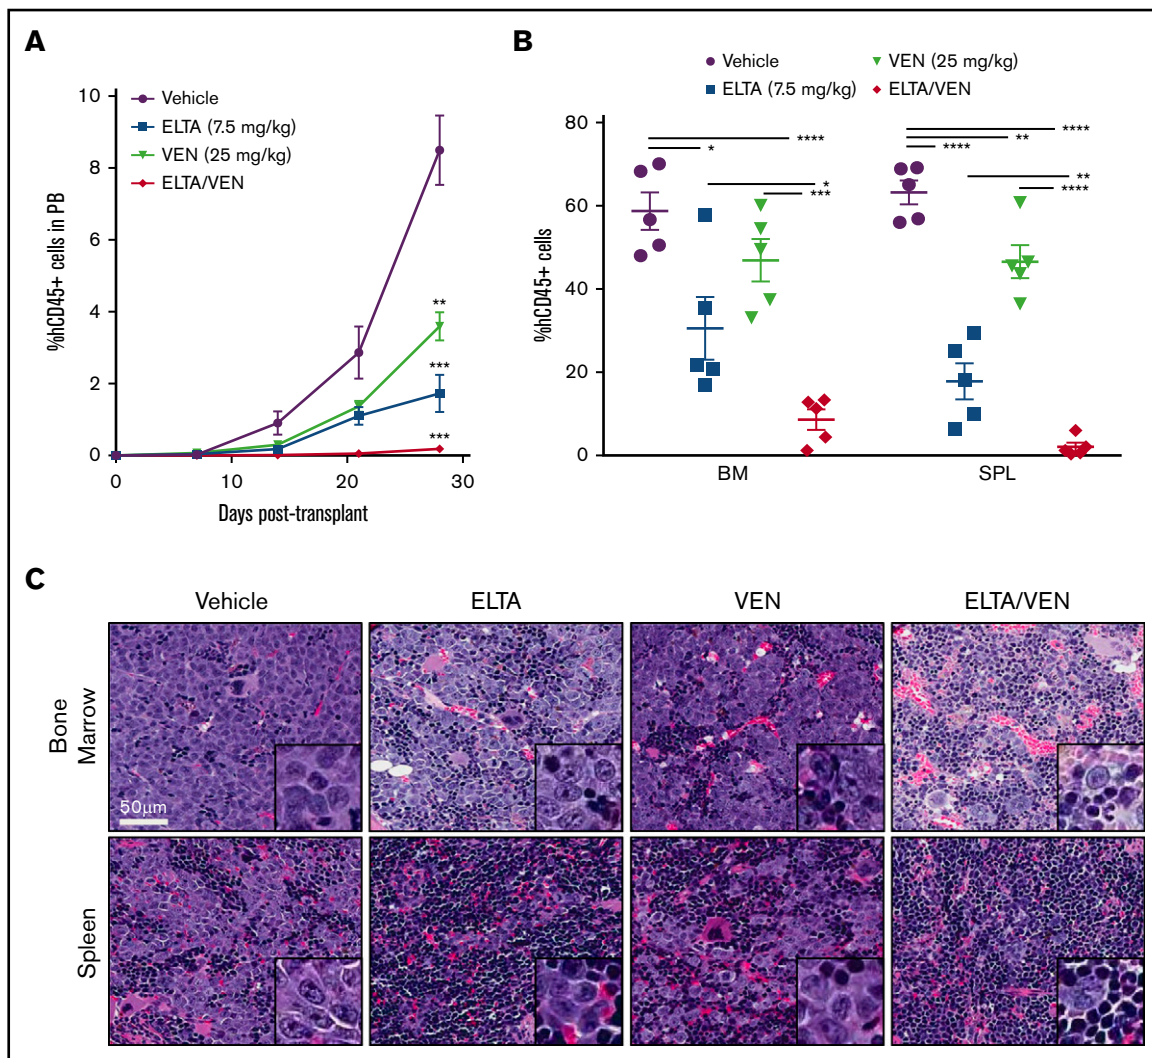 A
%hCD45+ cells in PB
10
8
6
4
2
0
Vehicle
ELTA (7.5 mg/kg)
VEN (25 mg/kg)
ELTA/VEN
**
***
***
0
10
20
30
Days post-transplant
B
Vehicle
VEN (25 mg/kg)
ELTA (7.5 mg/kg)
ELTA/VEN
%hCD45+ cells
80
60
40
20
0
****
*
*
***
****
**
****
**
****
BM
SPL
C
Vehicle
ELTA
VEN
ELTA/VEN
Bone
Marrow
50μm
Spleen